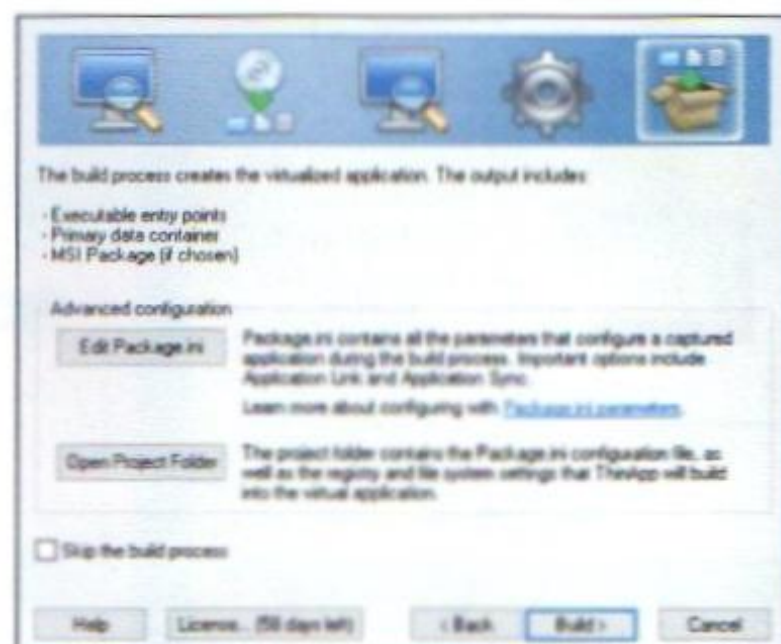 The build process creates the virtualized application. The output includes:
- Executable entry points
- Primary data container
- MSI Package (if chosen)
Advanced configuration
Edit Package.ini
Package.ini contains all the parameters that configure a captured
application during the build process. Important options include
Application Link and Application Sync.
Learn more about configuring with Package.ini parameters.
Open Project Folder
The project folder contains the Package.ini configuration file, as
well as the registry and file system settings that ThinApp will build
into the virtual application.
Skip the build process
Help
License... (58 days left)
< Back
Build >
Cancel